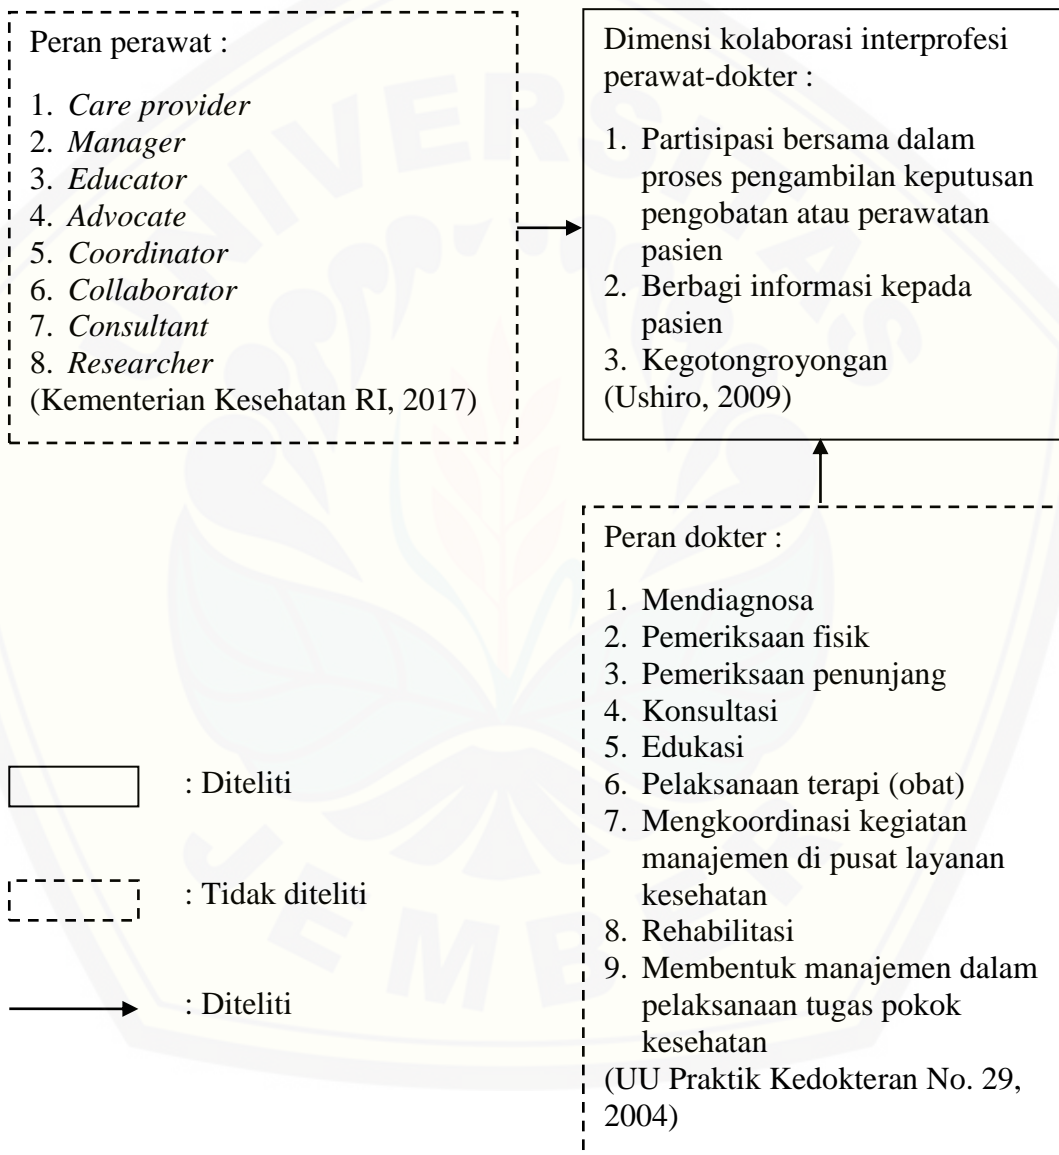 Peran perawat :
1. Care provider
2. Manager
3. Educator
4. Advocate
5. Coordinator
6. Collaborator
7. Consultant
8. Researcher
(Kementerian Kesehatan RI, 2017)
Dimensi kolaborasi interprofesi
perawat-dokter :
1. Partisipasi bersama dalam
proses pengambilan keputusan
pengobatan atau perawatan
pasien
2. Berbagi informasi kepada
pasien
3. Kegotongroyongan
(Ushiro, 2009)
Peran dokter :
1. Mendiagnosa
2. Pemeriksaan fisik
3. Pemeriksaan penunjang
4. Konsultasi
5. Edukasi
6. Pelaksanaan terapi (obat)
7. Mengkoordinasi kegiatan
manajemen di pusat layanan
kesehatan
8. Rehabilitasi
9. Membentuk manajemen dalam
pelaksanaan tugas pokok
kesehatan
(UU Praktik Kedokteran No. 29,
2004)
: Diteliti
: Tidak diteliti
: Diteliti
UNIVERSITAS
JEMBER